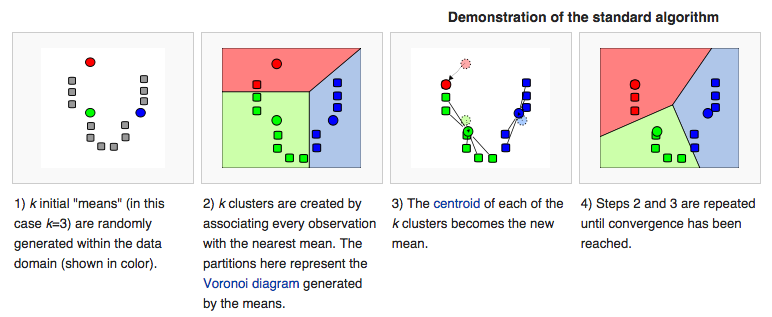 Demonstration of the standard algorithm
1) k initial "means" (in this
case k=3) are randomly
generated within the data
domain (shown in color).
2) k clusters are created by
associating every observation
with the nearest mean. The
partitions here represent the
Voronoi diagram generated
by the means.
3) The centroid of each of the
k clusters becomes the new
mean.
4) Steps 2 and 3 are repeated
until convergence has been
reached.